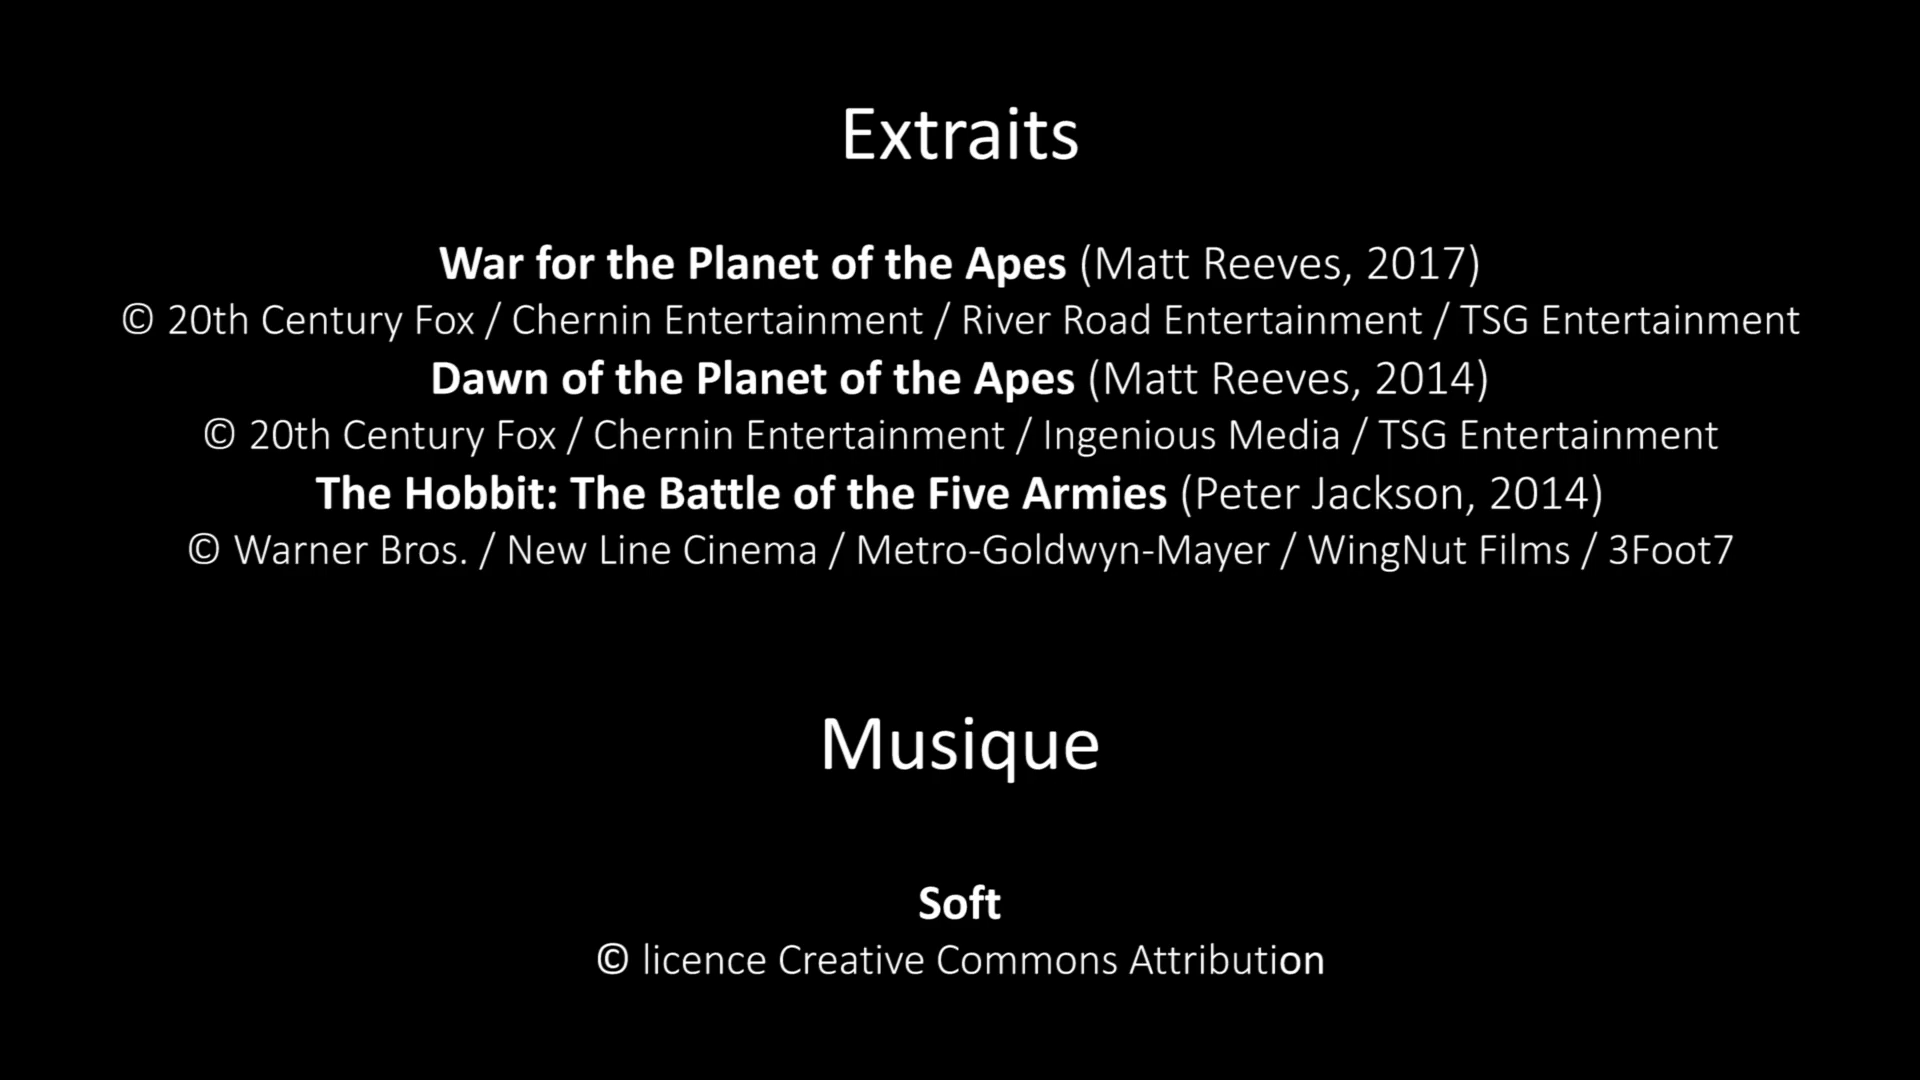 Extraits
War for the Planet of the Apes (Matt Reeves, 2017)
© 20th Century Fox / Chernin Entertainment / River Road Entertainment / TSG Entertainment
Dawn of the Planet of the Apes (Matt Reeves, 2014)
© 20th Century Fox / Chernin Entertainment / Ingenious Media / TSG Entertainment
The Hobbit: The Battle of the Five Armies (Peter Jackson, 2014)
© Warner Bros. / New Line Cinema / Metro-Goldwyn-Mayer / WingNut Films / 3Foot7
Musique
Soft
© licence Creative Commons Attribution